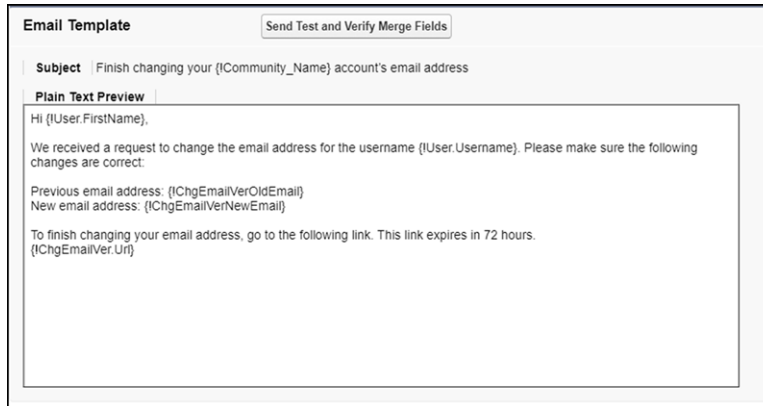 Email Template
Send Test and Verify Merge Fields
Subject Finish changing your {!Community_Name} account's email address
Plain Text Preview
Hi {!User.FirstName},
We received a request to change the email address for the username {!User.Username}. Please make sure the following
changes are correct:
Previous email address: {!ChgEmailVerOldEmail}
New email address: {!ChgEmailVerNewEmail}
To finish changing your email address, go to the following link. This link expires in 72 hours.
{!ChgEmailVer.Url}